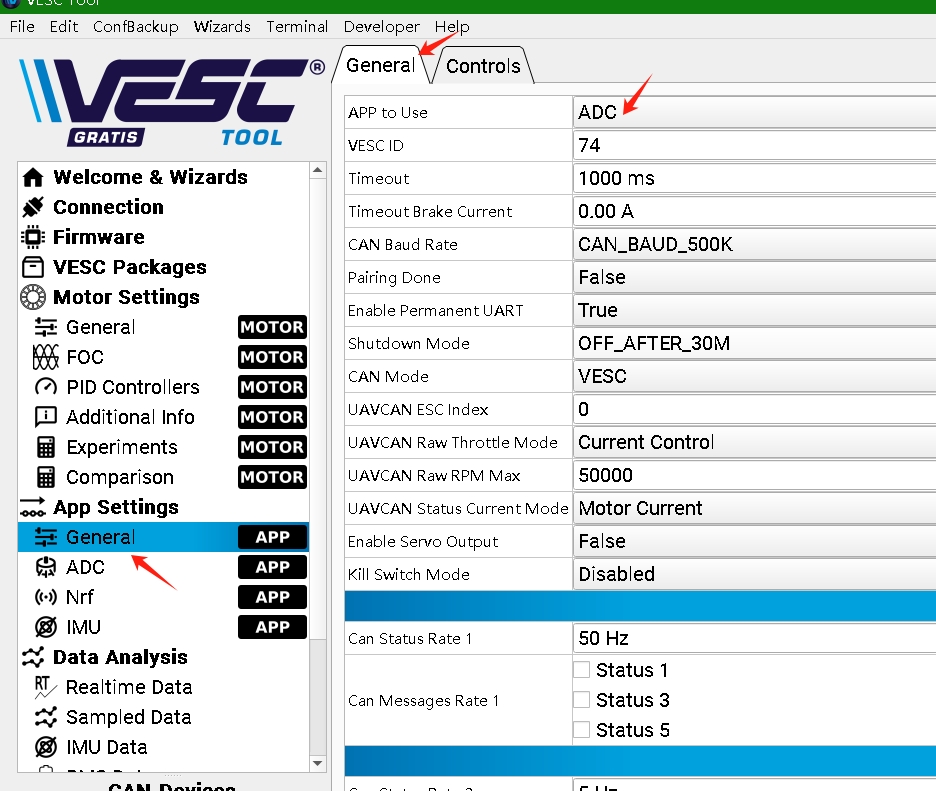 VESC Tool
File Edit ConfBackup Wizards Terminal Developer Help
VESC®
GRATIS TOOL
Welcome & Wizards
Connection
Firmware
VESC Packages
Motor Settings
General MOTOR
FOC MOTOR
PID Controllers MOTOR
Additional Info MOTOR
Experiments MOTOR
Comparison MOTOR
App Settings
General APP
ADC APP
Nrf APP
IMU APP
Data Analysis
RT Realtime Data
Sampled Data
IMU Data
CAN Devices
General Controls
APP to Use ADC
VESC ID 74
Timeout 1000 ms
Timeout Brake Current 0.00 A
CAN Baud Rate CAN_BAUD_500K
Pairing Done False
Enable Permanent UART True
Shutdown Mode OFF_AFTER_30M
CAN Mode VESC
UAVCAN ESC Index 0
UAVCAN Raw Throttle Mode Current Control
UAVCAN Raw RPM Max 50000
UAVCAN Status Current Mode Motor Current
Enable Servo Output False
Kill Switch Mode Disabled
Can Status Rate 1 50 Hz
Can Messages Rate 1
Status 1
Status 3
Status 5